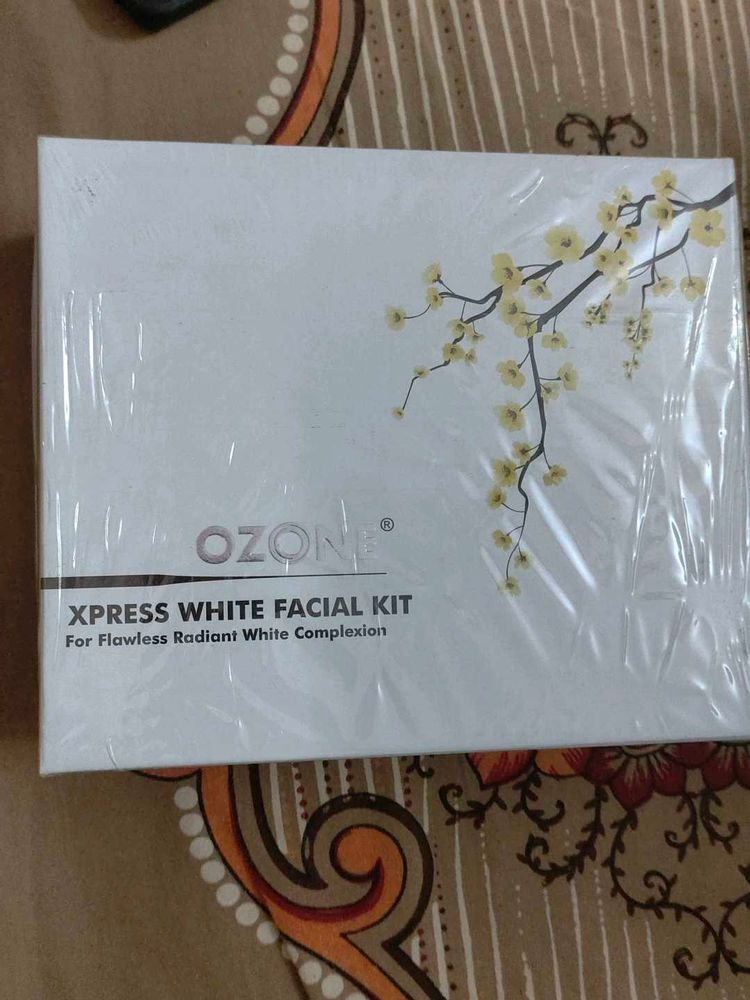 OZONE®
XPRESS WHITE FACIAL KIT
For Flawless Radiant White Complexion